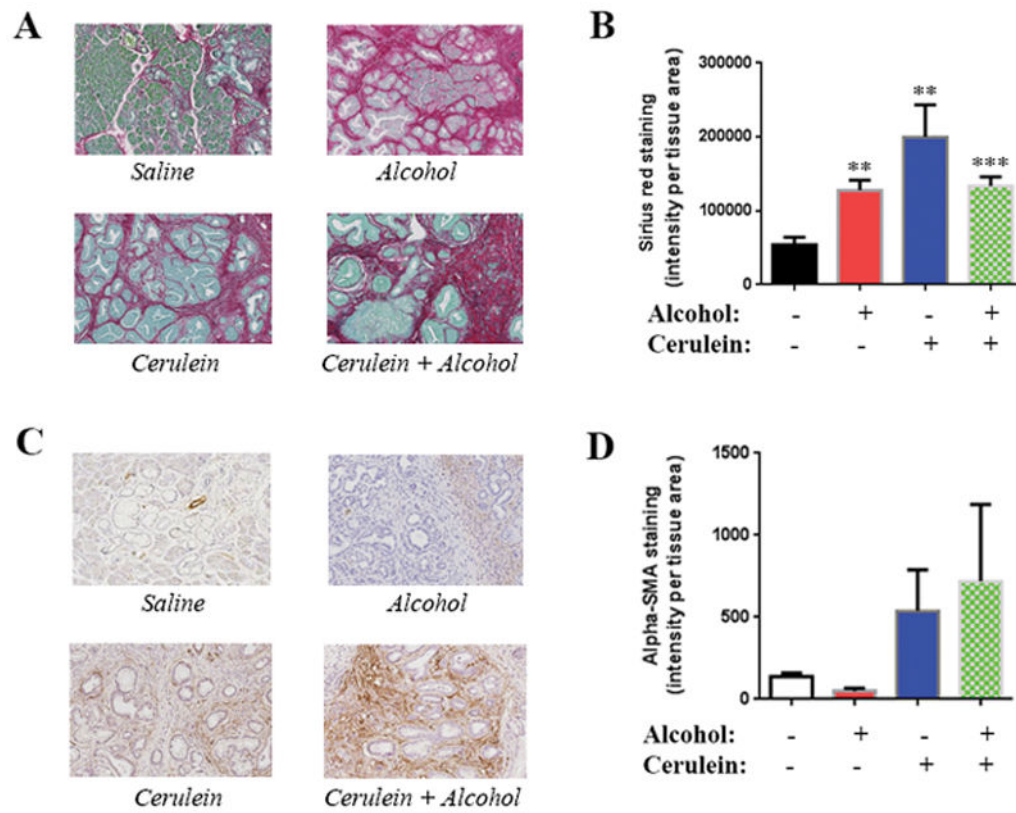 A
Saline
Alcohol
Cerulein
Cerulein + Alcohol
B
Sirius red staining
(intensity per tissue area)
300000
200000
100000
0
**
**
***
Alcohol: - + - +
Cerulein: - - + +
C
Saline
Alcohol
Cerulein
Cerulein + Alcohol
D
Alpha-SMA staining
(intensity per tissue area)
1500
1000
500
0
Alcohol: - + - +
Cerulein: - - + +